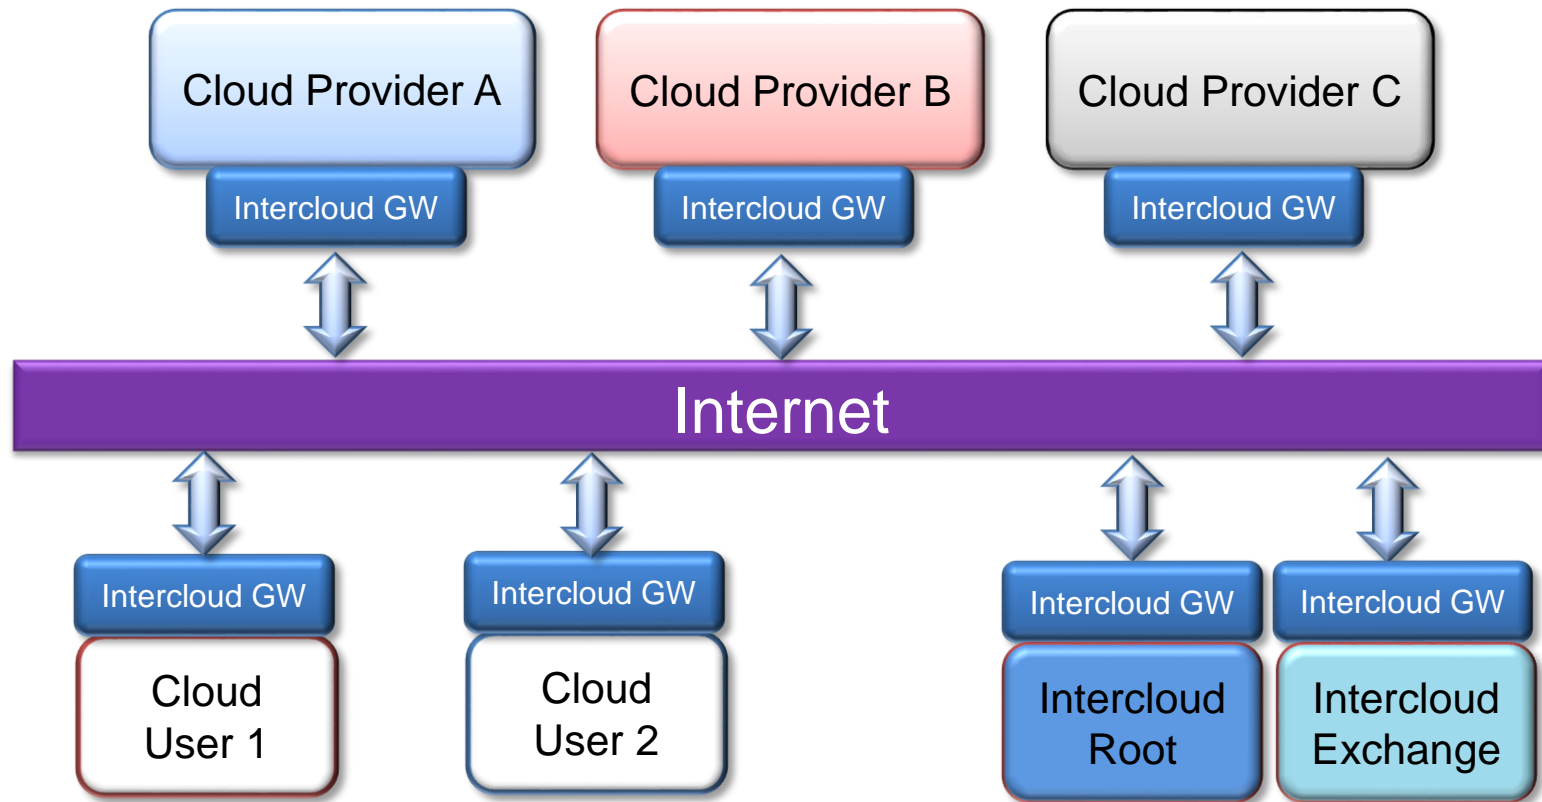 Cloud Provider A
Cloud Provider B
Cloud Provider C
Intercloud GW
Intercloud GW
Intercloud GW
Internet
Intercloud GW
Intercloud GW
Intercloud GW
Intercloud GW
Cloud
User 1
Cloud
User 2
Intercloud
Root
Intercloud
Exchange